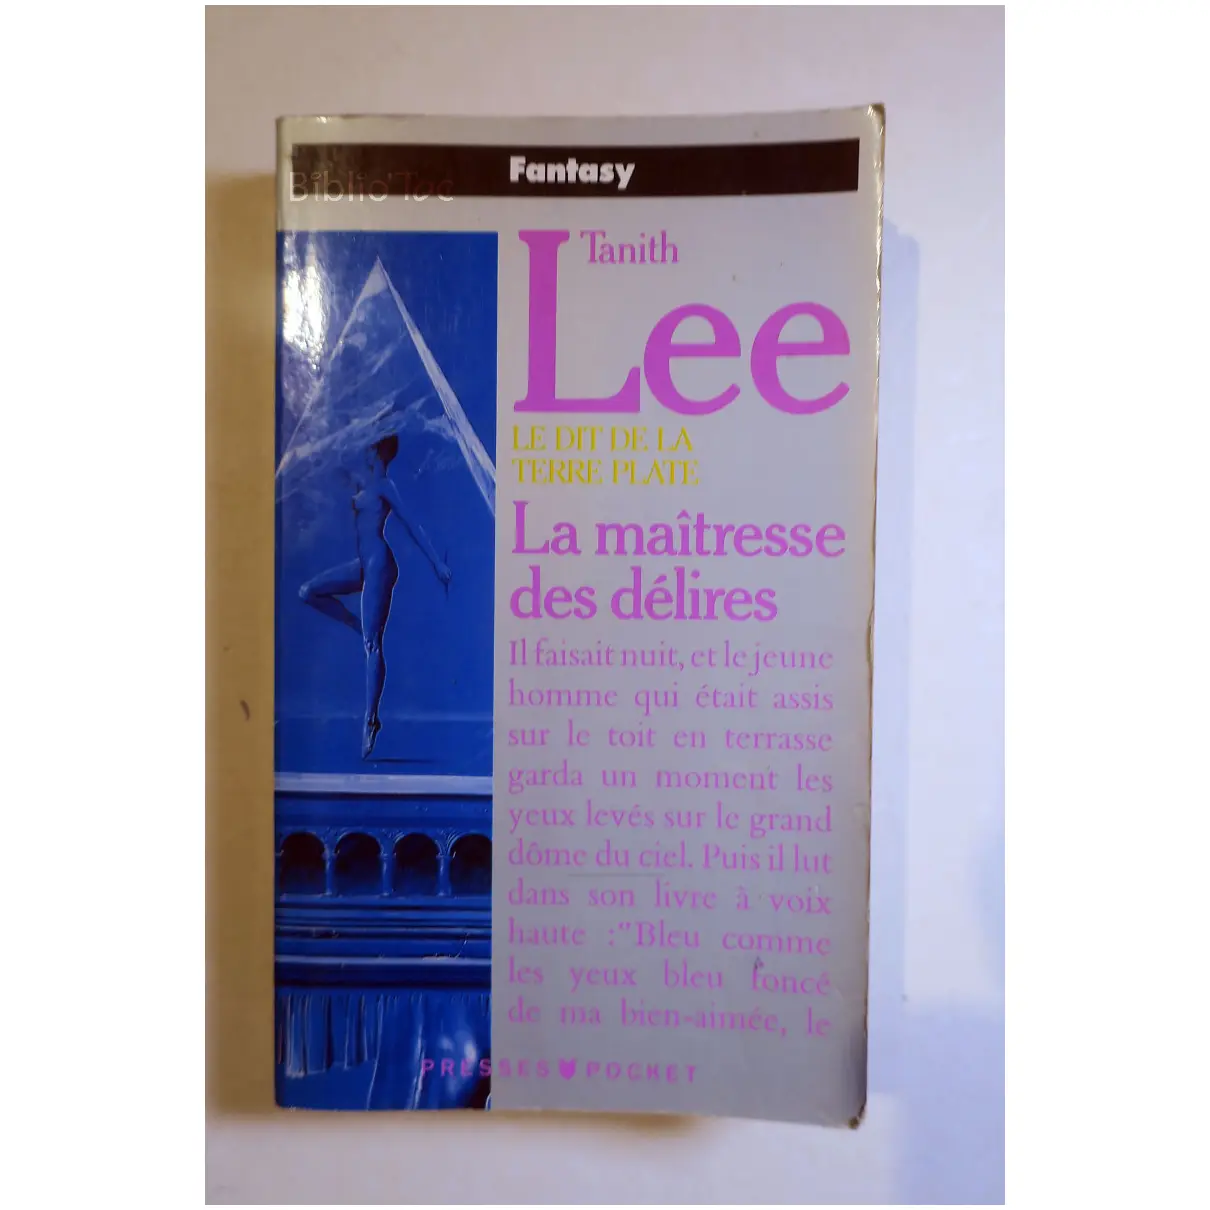 Fantasy
Biblio'Toc
Tanith
Lee
LE DIT DE LA
TERRE PLATE
La maîtresse
des délires
Il faisait nuit, et le jeune
homme qui était assis
sur le toit en terrasse
garda un moment les
yeux levés sur le grand
dôme du ciel. Puis il lut
dans son livre à voix
haute :"Bleu comme
les yeux bleu foncé
de ma bien-aimée, le
PRESSES POCKET